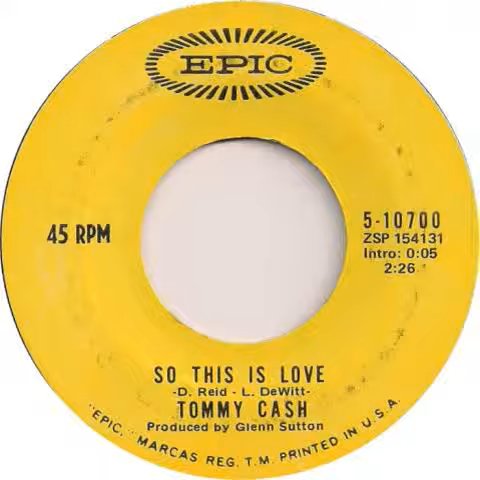 EPIC
45 RPM
5-10700
ZSP 154131
Intro: 0:05
2:26
SO THIS IS LOVE
-D. Reid - L. DeWitt-
TOMMY CASH
Produced by Glenn Sutton
"EPIC," MARCAS REG. T.M. PRINTED IN U.S.A.